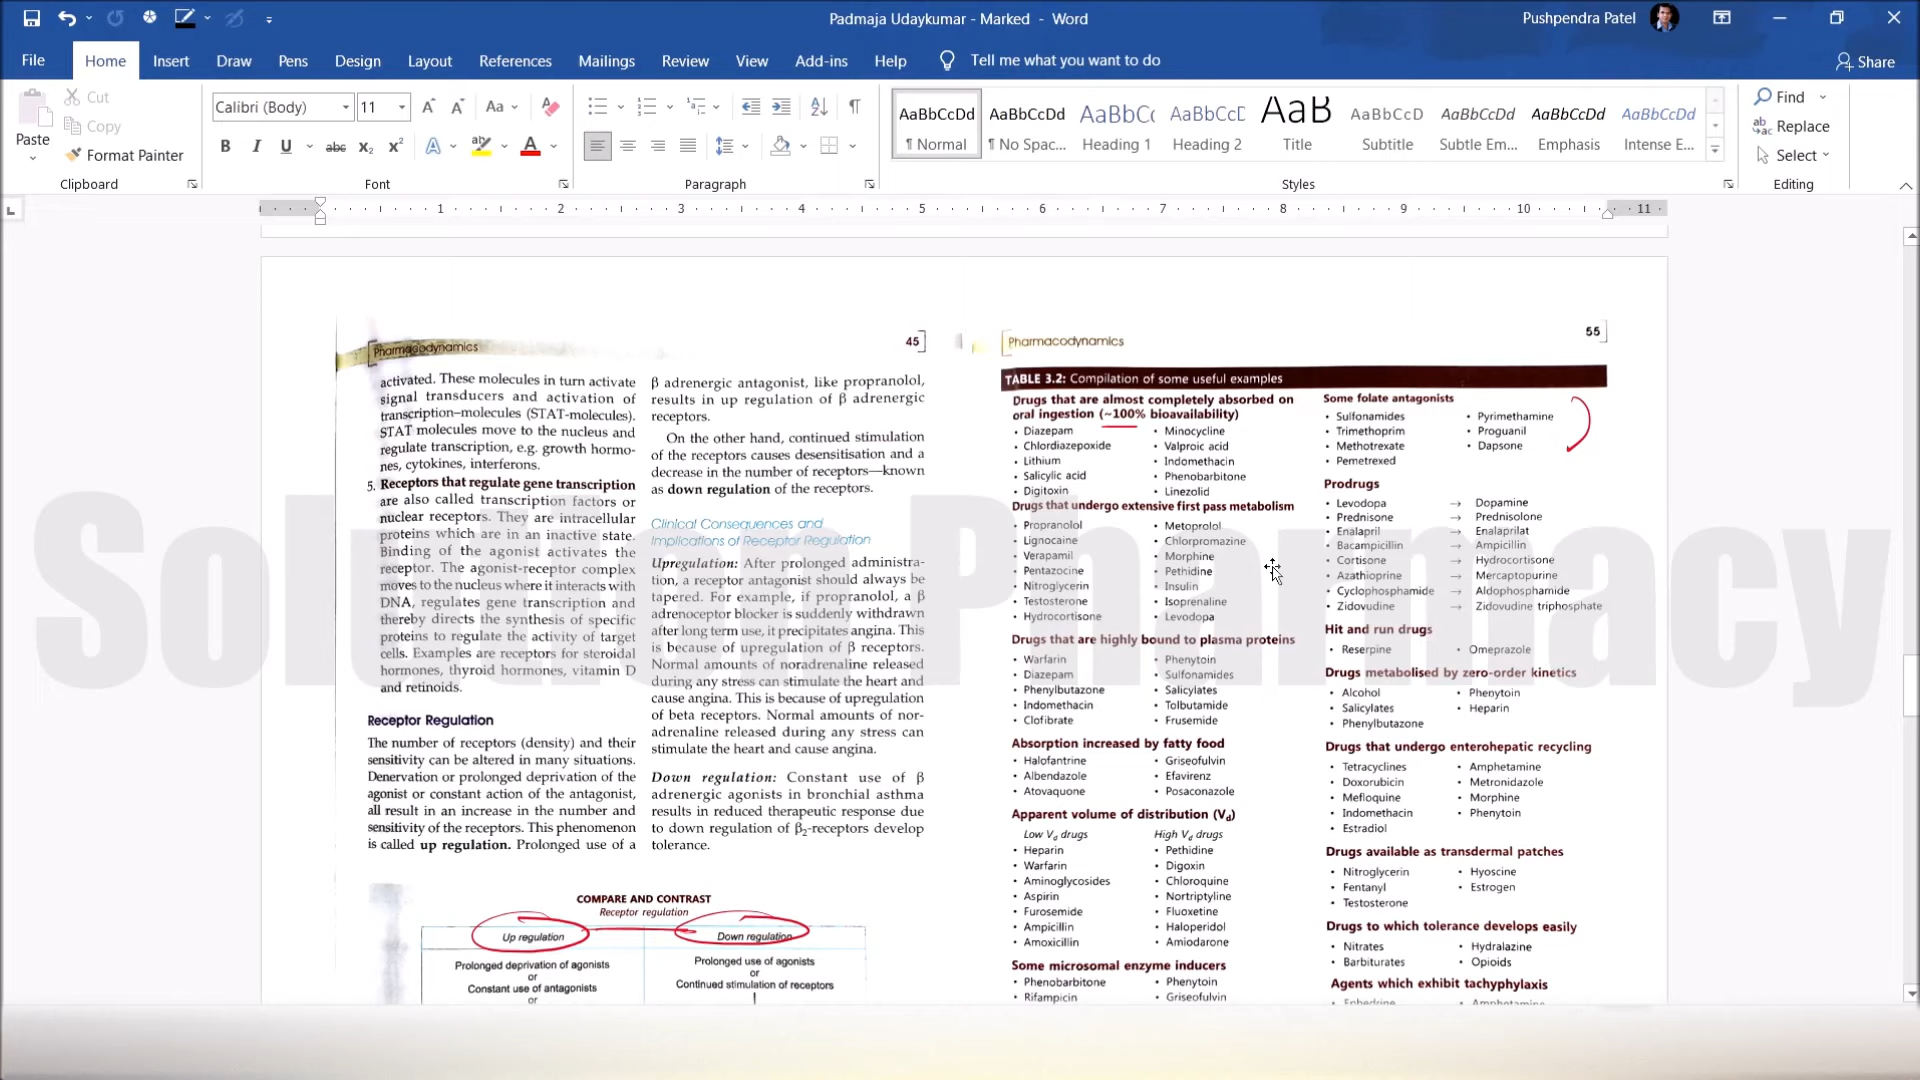 Padmaja Udaykumar - Marked - Word
Pushpendra Patel
File Home Insert Draw Pens Design Layout References Mailings Review View Add-ins Help Tell me what you want to do Share
Paste
Cut
Copy
Format Painter
Clipboard
Calibri (Body) 11
Font
Paragraph
AaBbCcDd AaBbCcDd AaBbC AaBbCcC AaB AaBbCcD AaBbCcDd AaBbCcDd AaBbCcDd
¶ Normal ¶ No Spac... Heading 1 Heading 2 Title Subtitle Subtle Em... Emphasis Intense E...
Styles
Find
Replace
Select
Editing
1 2 3 4 5 6 7 8 9 10 11
Pharmacodynamics 45
activated. These molecules in turn activate
signal transducers and activation of
transcription–molecules (STAT-molecules).
STAT molecules move to the nucleus and
regulate transcription, e.g. growth hormo-
nes, cytokines, interferons.
5. Receptors that regulate gene transcription
are also called transcription factors or
nuclear receptors. They are intracellular
proteins which are in an inactive state.
Binding of the agonist activates the
receptor. The agonist-receptor complex
moves to the nucleus where it interacts with
DNA, regulates gene transcription and
thereby directs the synthesis of specific
proteins to regulate the activity of target
cells. Examples are receptors for steroidal
hormones, thyroid hormones, vitamin D
and retinoids.
Receptor Regulation
The number of receptors (density) and their
sensitivity can be altered in many situations.
Denervation or prolonged deprivation of the
agonist or constant action of the antagonist,
all result in an increase in the number and
sensitivity of the receptors. This phenomenon
is called up regulation. Prolonged use of a
β adrenergic antagonist, like propranolol,
results in up regulation of β adrenergic
receptors.
On the other hand, continued stimulation
of the receptors causes desensitisation and a
decrease in the number of receptors—known
as down regulation of the receptors.
Clinical Consequences and
Implications of Receptor Regulation
Upregulation: After prolonged administra-
tion, a receptor antagonist should always be
tapered. For example, if propranolol, a β
adrenoceptor blocker is suddenly withdrawn
after long term use, it precipitates angina. This
is because of upregulation of β receptors.
Normal amounts of noradrenaline released
during any stress can stimulate the heart and
cause angina. This is because of upregulation
of beta receptors. Normal amounts of nor-
adrenaline released during any stress can
stimulate the heart and cause angina.
Down regulation: Constant use of β
adrenergic agonists in bronchial asthma
results in reduced therapeutic response due
to down regulation of β2-receptors develop
tolerance.
COMPARE AND CONTRAST
Receptor regulation
Up regulation Down regulation
Prolonged deprivation of agonists
or
Constant use of antagonists
or
Prolonged use of agonists
or
Continued stimulation of receptors
Pharmacodynamics 55
TABLE 3.2: Compilation of some useful examples
Drugs that are almost completely absorbed on
oral ingestion (~100% bioavailability)
• Diazepam • Minocycline
• Chlordiazepoxide • Valproic acid
• Lithium • Indomethacin
• Salicylic acid • Phenobarbitone
• Digitoxin • Linezolid
Drugs that undergo extensive first pass metabolism
• Propranolol • Metoprolol
• Lignocaine • Chlorpromazine
• Verapamil • Morphine
• Pentazocine • Pethidine
• Nitroglycerin • Insulin
• Testosterone • Isoprenaline
• Hydrocortisone • Levodopa
Drugs that are highly bound to plasma proteins
• Warfarin • Phenytoin
• Diazepam • Sulfonamides
• Phenylbutazone • Salicylates
• Indomethacin • Tolbutamide
• Clofibrate • Frusemide
Absorption increased by fatty food
• Halofantrine • Griseofulvin
• Albendazole • Efavirenz
• Atovaquone • Posaconazole
Apparent volume of distribution (Vd)
Low Vd drugs High Vd drugs
• Heparin • Pethidine
• Warfarin • Digoxin
• Aminoglycosides • Chloroquine
• Aspirin • Nortriptyline
• Furosemide • Fluoxetine
• Ampicillin • Haloperidol
• Amoxicillin • Amiodarone
Some microsomal enzyme inducers
• Phenobarbitone • Phenytoin
• Rifampicin • Griseofulvin
Some folate antagonists
• Sulfonamides • Pyrimethamine
• Trimethoprim • Proguanil
• Methotrexate • Dapsone
• Pemetrexed
Prodrugs
• Levodopa → Dopamine
• Prednisone → Prednisolone
• Enalapril → Enalaprilat
• Bacampicillin → Ampicillin
• Cortisone → Hydrocortisone
• Azathioprine → Mercaptopurine
• Cyclophosphamide → Aldophosphamide
• Zidovudine → Zidovudine triphosphate
Hit and run drugs
• Reserpine • Omeprazole
Drugs metabolised by zero-order kinetics
• Alcohol • Phenytoin
• Salicylates • Heparin
• Phenylbutazone
Drugs that undergo enterohepatic recycling
• Tetracyclines • Amphetamine
• Doxorubicin • Metronidazole
• Mefloquine • Morphine
• Indomethacin • Phenytoin
• Estradiol
Drugs available as transdermal patches
• Nitroglycerin • Hyoscine
• Fentanyl • Estrogen
• Testosterone
Drugs to which tolerance develops easily
• Nitrates • Hydralazine
• Barbiturates • Opioids
Agents which exhibit tachyphylaxis
• Ephedrine • Amphetamine
Solution Pharmacy